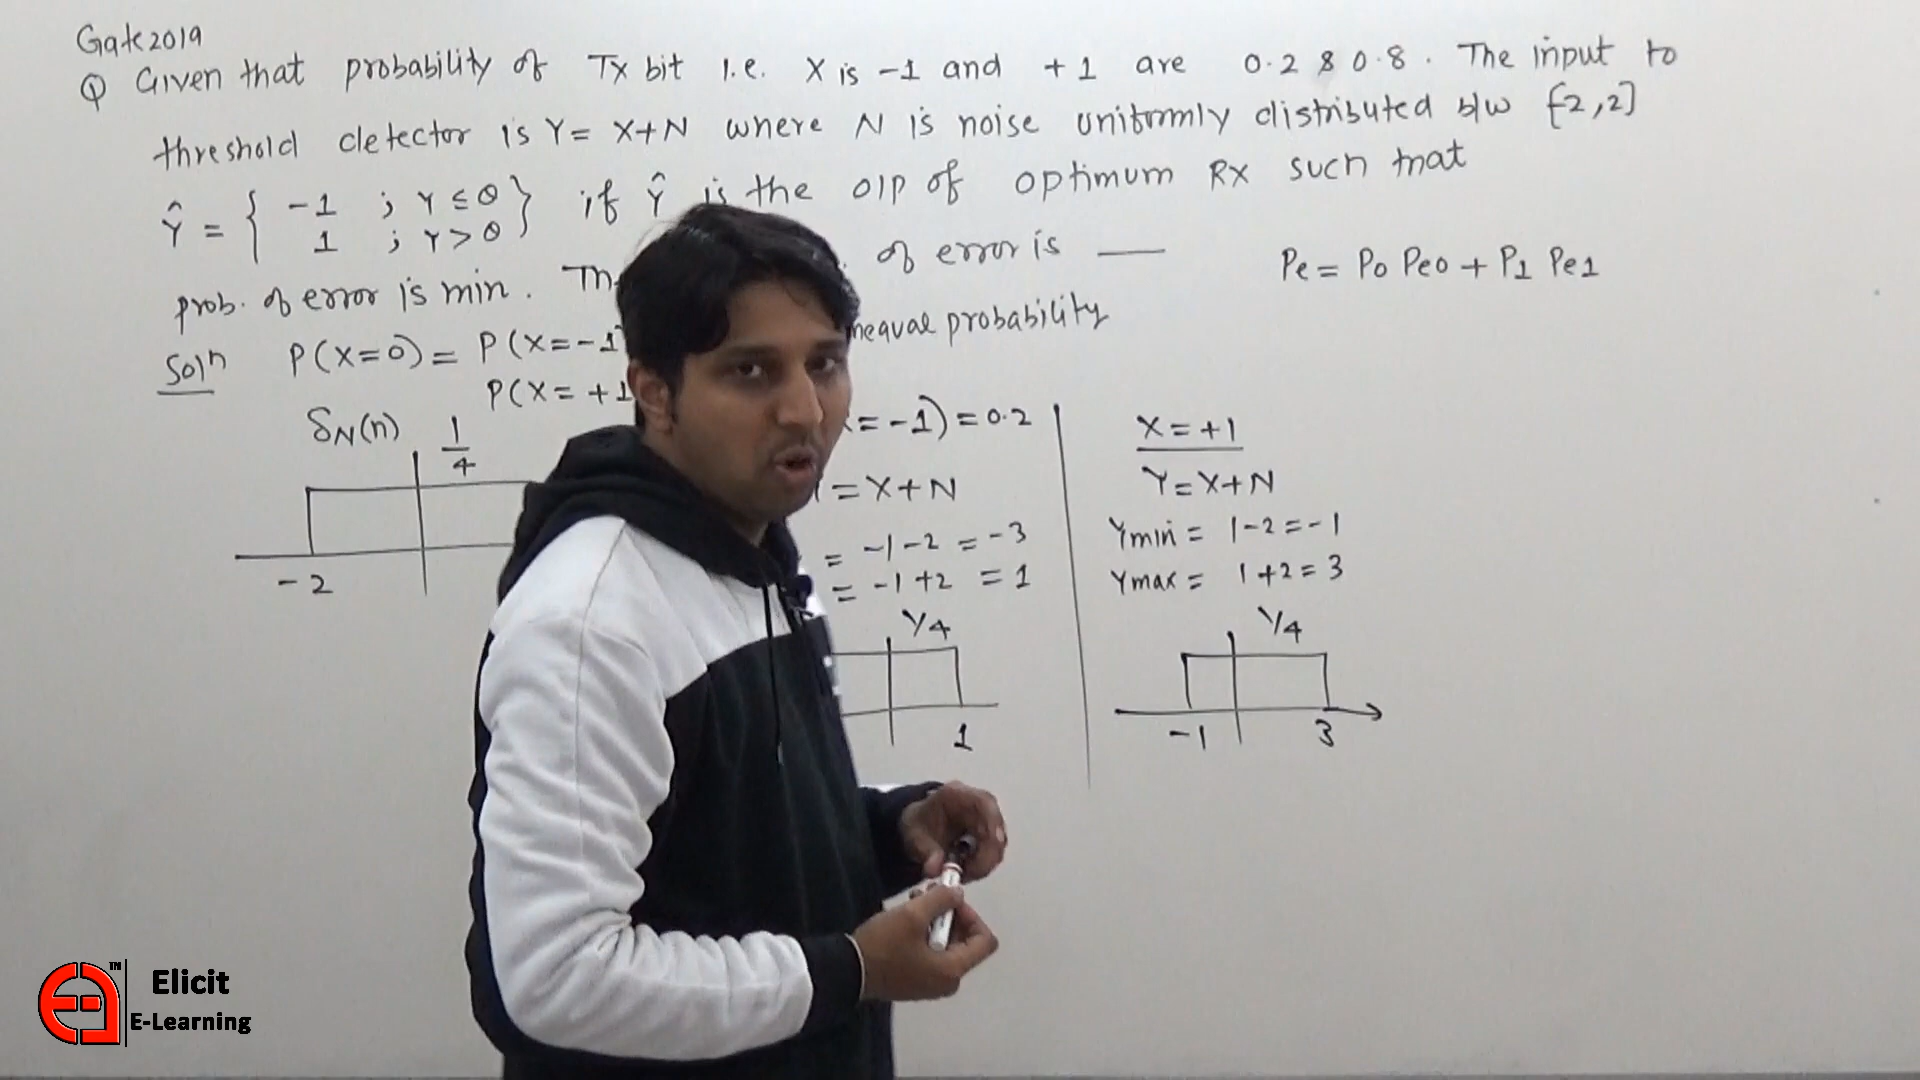 Gate 2019
Q Given that probability of Tx bit i.e. X is -1 and +1 are 0.2 & 0.8. The input to
threshold detector is Y= X+N where N is noise uniformly distributed b/w [-2,2]
Ŷ = { -1 ; Y ≤ θ
1 ; Y > θ } if Ŷ is the O/P of optimum Rx such that
prob. of error is min. of error is ___
Pe = P0 Pe0 + P1 Pe1
Soln P(X=0) = P(X=-1 unequal probability
P(X=+1
=-1) = 0.2
δN(n) 1/4
-2
=X+N
= -1-2 = -3
= -1+2 = 1
1/4
1
X=+1
Y=X+N
Ymin = 1-2 = -1
Ymax = 1+2 = 3
1/4
-1 3
TM
Elicit
E-Learning